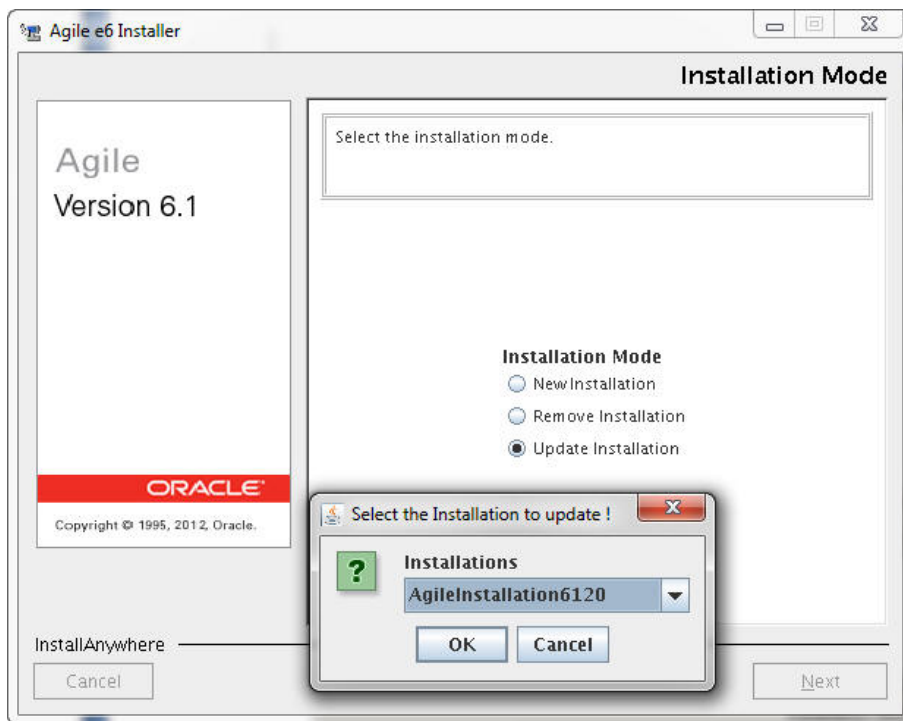 Agile e6 Installer
Installation Mode
Agile
Version 6.1
ORACLE
Copyright © 1995, 2012, Oracle.
Select the installation mode.
Installation Mode
New Installation
Remove Installation
Update Installation
Select the Installation to update !
?
Installations
AgileInstallation6120
OK
Cancel
InstallAnywhere
Cancel
Next